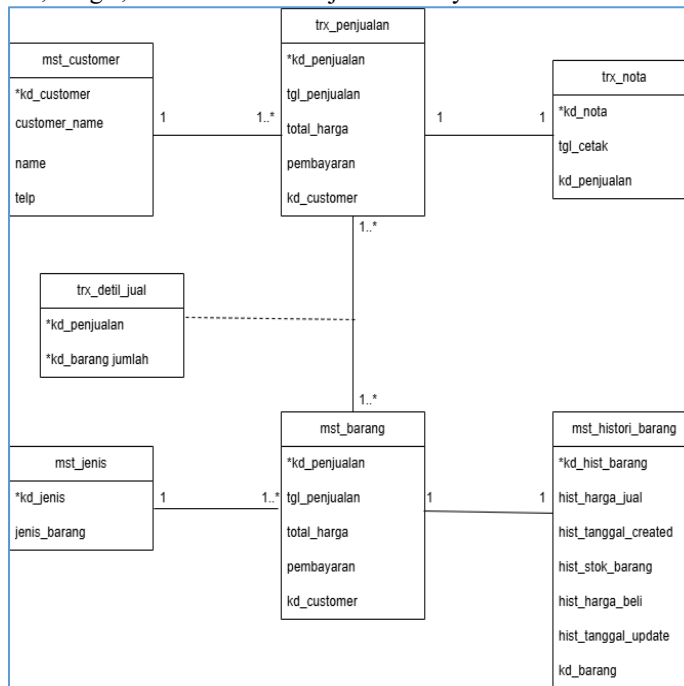 trx_penjualan
*kd_penjualan
tgl_penjualan
total_harga
pembayaran
kd_customer
mst_customer
*kd_customer
customer_name
name
telp
1
1..*
1
1
trx_nota
*kd_nota
tgl_cetak
kd_penjualan
1..*
trx_detil_jual
*kd_penjualan
*kd_barang jumlah
1..*
mst_barang
*kd_penjualan
tgl_penjualan
total_harga
pembayaran
kd_customer
mst_jenis
*kd_jenis
jenis_barang
1
1..*
1
1
mst_histori_barang
*kd_hist_barang
hist_harga_jual
hist_tanggal_created
hist_stok_barang
hist_harga_beli
hist_tanggal_update
kd_barang